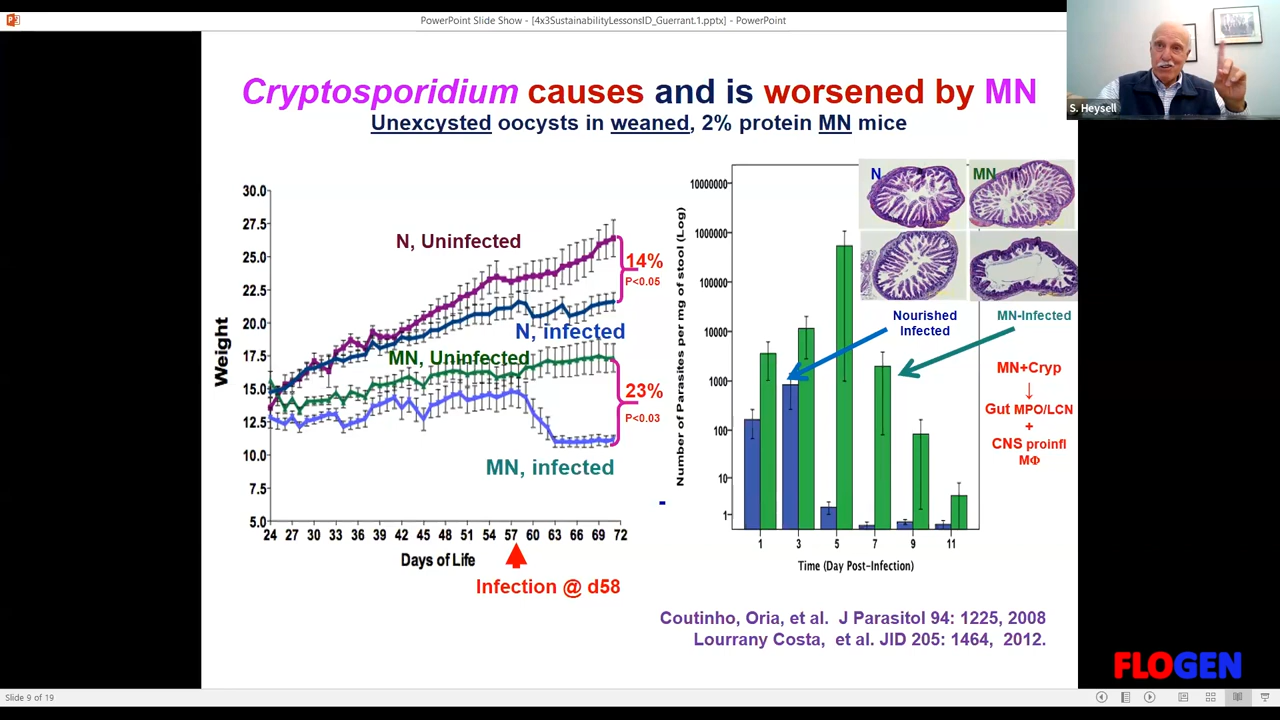 PowerPoint Slide Show - [4x3SustainabilityLessonsID_Guerrant.1.pptx] - PowerPoint
S. Heysell
Cryptosporidium causes and is worsened by MN
Unexcysted oocysts in weaned, 2% protein MN mice
Weight
30.0
27.5
25.0
22.5
20.0
17.5
15.0
12.5
10.0
7.5
5.0
N, Uninfected
14%
P<0.05
N, infected
MN, Uninfected
23%
P<0.03
MN, infected
24 27 30 33 36 39 42 45 48 51 54 57 60 63 66 69 72
Days of Life
Infection @ d58
Number of Parasites per mg of stool (Log)
10000000
1000000
100000
10000
1000
100
10
1
N
MN
Nourished
Infected
MN-Infected
MN+Cryp
↓
Gut MPO/LCN
+
CNS proinfl
MΦ
1 3 5 7 9 11
Time (Day Post-Infection)
-
Coutinho, Oria, et al. J Parasitol 94: 1225, 2008
Lourrany Costa, et al. JID 205: 1464, 2012.
FLOGEN
Slide 9 of 19